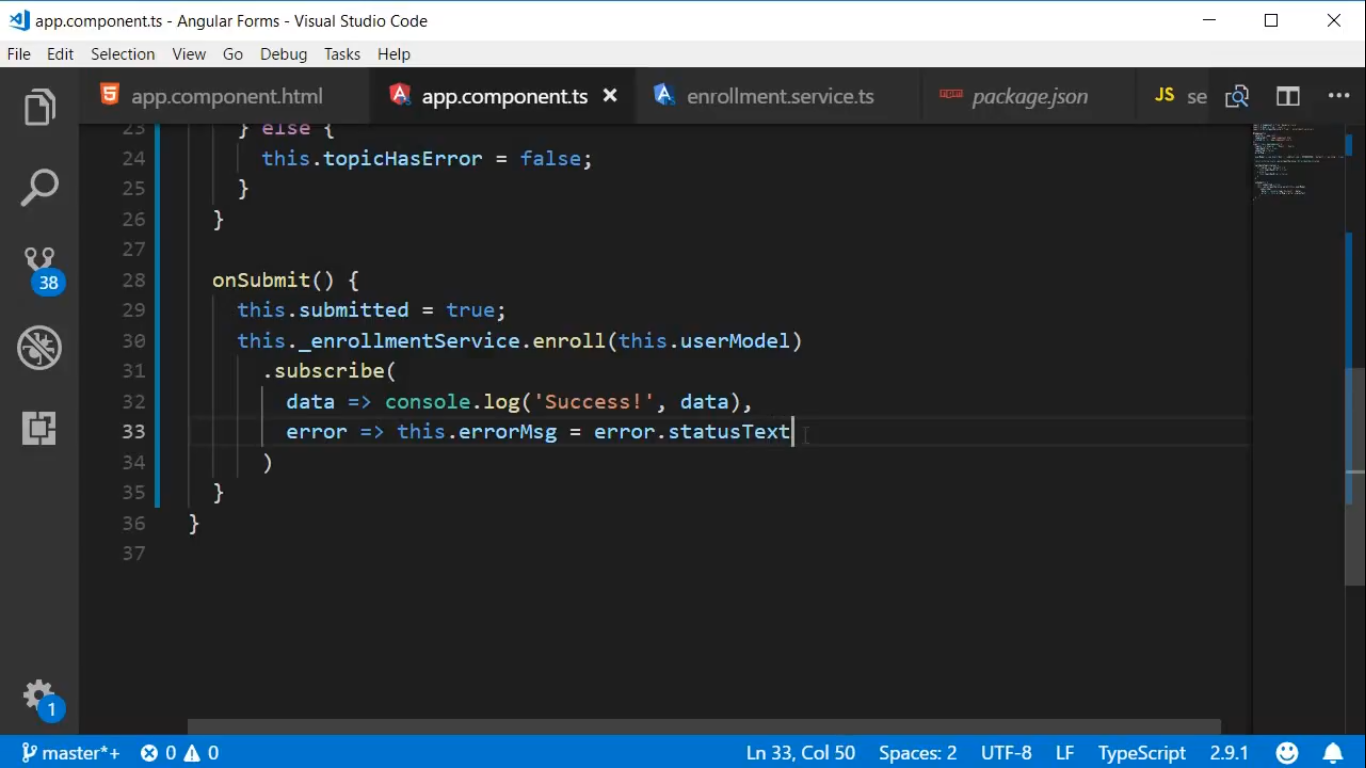 app.component.ts - Angular Forms - Visual Studio Code
File Edit Selection View Go Debug Tasks Help
app.component.html app.component.ts enrollment.service.ts package.json JS se
23 } else {
24 this.topicHasError = false;
25 }
26 }
27
28 onSubmit() {
29 this.submitted = true;
30 this._enrollmentService.enroll(this.userModel)
31 .subscribe(
32 data => console.log('Success!', data),
33 error => this.errorMsg = error.statusText
34 )
35 }
36 }
37
38
1
master*+ 0 0 Ln 33, Col 50 Spaces: 2 UTF-8 LF TypeScript 2.9.1